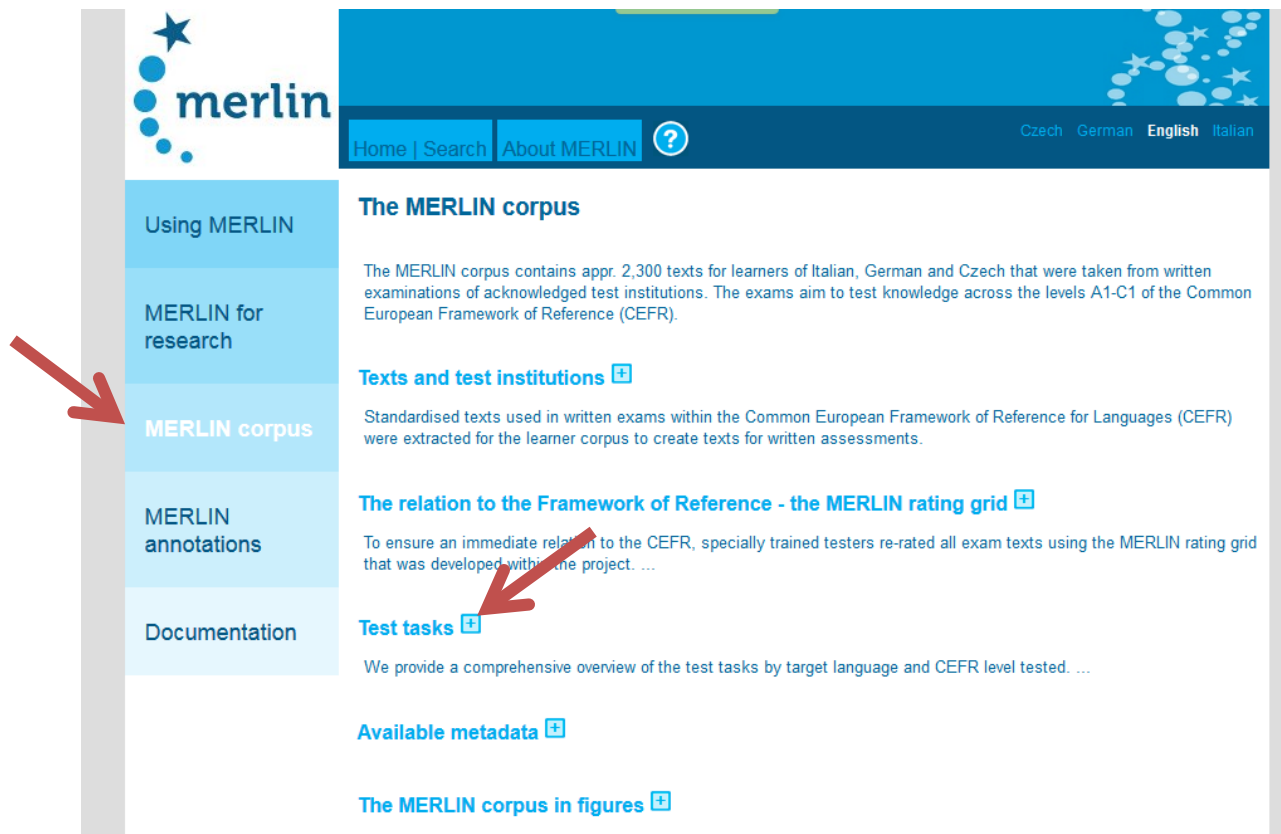 merlin
Home | Search
About MERLIN
?
Czech German English Italian
Using MERLIN
MERLIN for
research
MERLIN corpus
MERLIN
annotations
Documentation
The MERLIN corpus
The MERLIN corpus contains appr. 2,300 texts for learners of Italian, German and Czech that were taken from written
examinations of acknowledged test institutions. The exams aim to test knowledge across the levels A1-C1 of the Common
European Framework of Reference (CEFR).
Texts and test institutions +
Standardised texts used in written exams within the Common European Framework of Reference for Languages (CEFR)
were extracted for the learner corpus to create texts for written assessments.
The relation to the Framework of Reference - the MERLIN rating grid +
To ensure an immediate relation to the CEFR, specially trained testers re-rated all exam texts using the MERLIN rating grid
that was developed within the project. ...
Test tasks +
We provide a comprehensive overview of the test tasks by target language and CEFR level tested. ...
Available metadata +
The MERLIN corpus in figures +